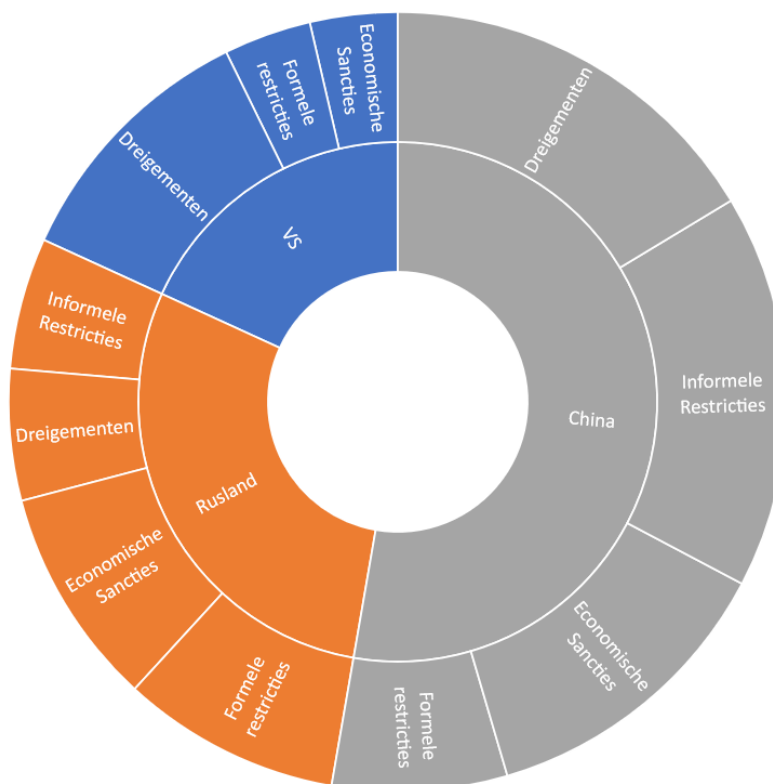 China
Dreigementen
Informele
Restricties
Economische
Sancties
Formele
restricties
Rusland
Formele
restricties
Economische
Sancties
Dreigementen
Informele
Restricties
VS
Dreigementen
Formele
restricties
Economische
Sancties